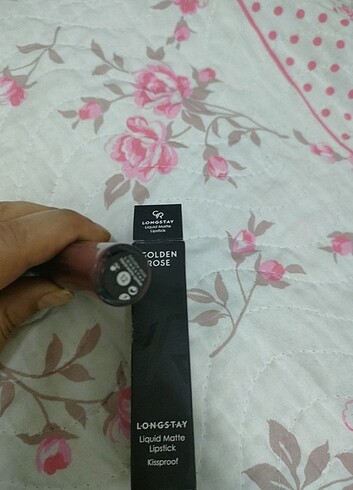 GR
LONGSTAY
Liquid Matte
Lipstick
GOLDEN
ROSE
LONGSTAY
Liquid Matte
Lipstick
Kissproof